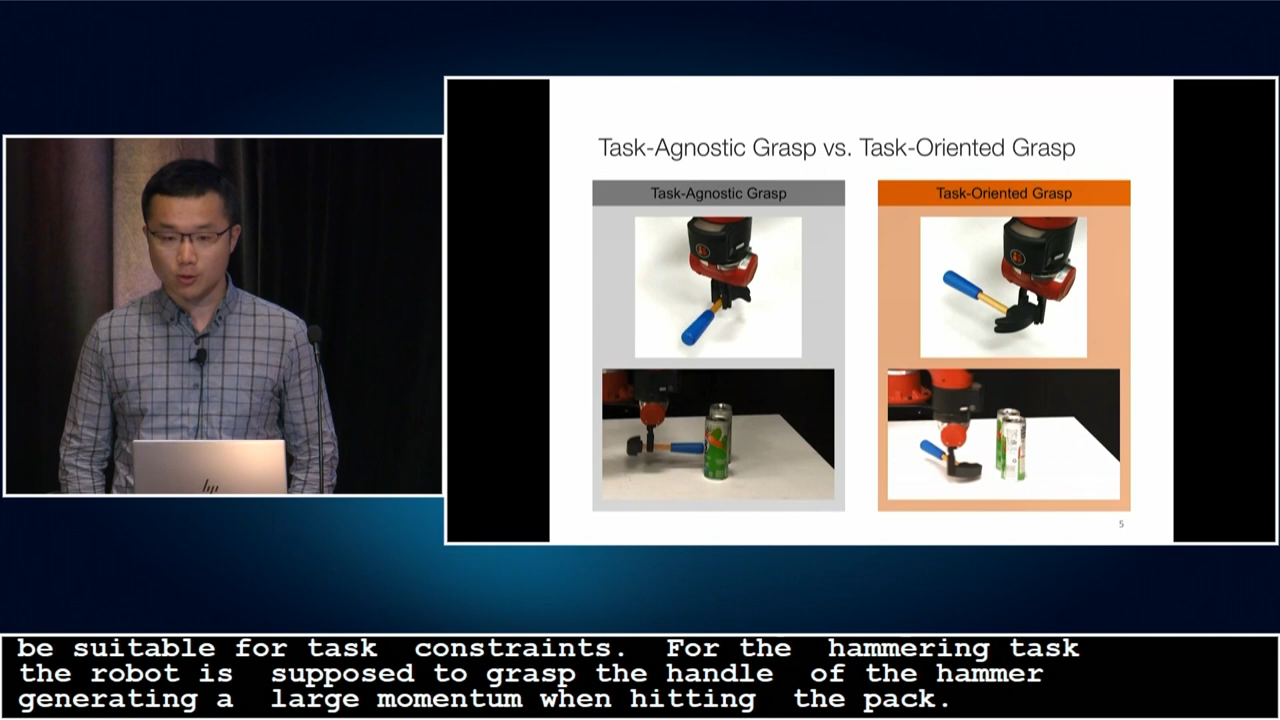 Task-Agnostic Grasp vs. Task-Oriented Grasp
Task-Agnostic Grasp
Task-Oriented Grasp
5
hp
be suitable for task constraints. For the hammering task
the robot is supposed to grasp the handle of the hammer
generating a large momentum when hitting the pack.